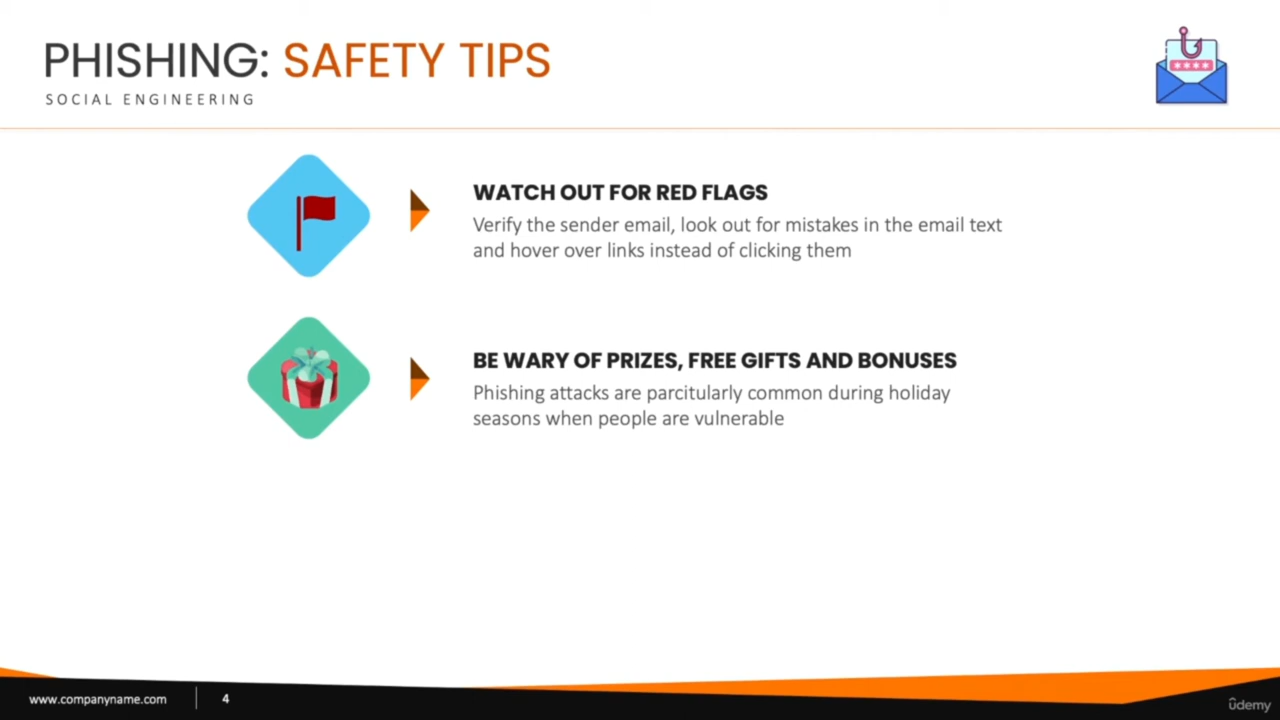 PHISHING: SAFETY TIPS
SOCIAL ENGINEERING
****
WATCH OUT FOR RED FLAGS
Verify the sender email, look out for mistakes in the email text
and hover over links instead of clicking them
BE WARY OF PRIZES, FREE GIFTS AND BONUSES
Phishing attacks are parcitularly common during holiday
seasons when people are vulnerable
www.companyname.com
4
ûdemy